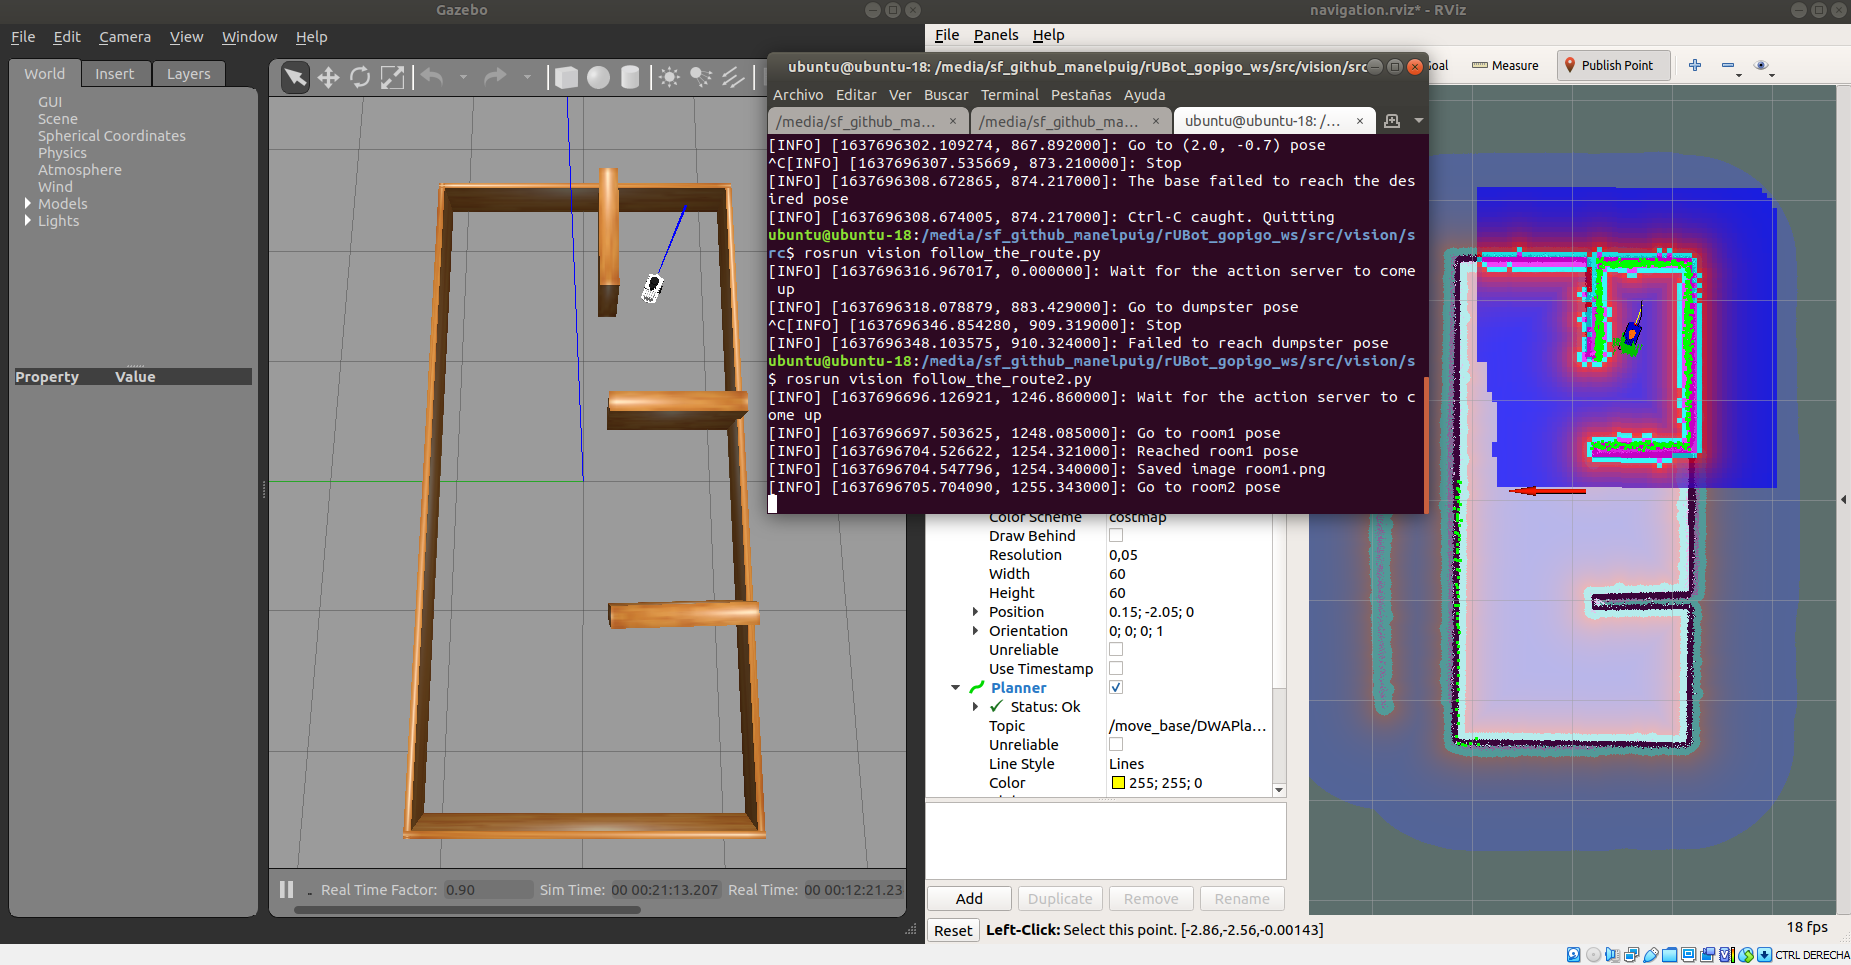 Gazebo
File Edit Camera View Window Help
World Insert Layers
GUI
Scene
Spherical Coordinates
Physics
Atmosphere
Wind
Models
Lights
Property Value
Real Time Factor: 0.90 Sim Time: 00 00:21:13.207 Real Time: 00 00:12:21.23
navigation.rviz* - RViz
File Panels Help
Measure Publish Point
ubuntu@ubuntu-18: /media/sf_github_manelpuig/rUBot_gopigo_ws/src/vision/src
Archivo Editar Ver Buscar Terminal Pestañas Ayuda
/media/sf_github_ma... × /media/sf_github_ma... × ubuntu@ubuntu-18: /... ×
[INFO] [1637696302.109274, 867.892000]: Go to (2.0, -0.7) pose
^C[INFO] [1637696307.535669, 873.210000]: Stop
[INFO] [1637696308.672865, 874.217000]: The base failed to reach the des
ired pose
[INFO] [1637696308.674005, 874.217000]: Ctrl-C caught. Quitting
ubuntu@ubuntu-18:/media/sf_github_manelpuig/rUBot_gopigo_ws/src/vision/s
rc$ rosrun vision follow_the_route.py
[INFO] [1637696316.967017, 0.000000]: Wait for the action server to come
up
[INFO] [1637696318.078879, 883.429000]: Go to dumpster pose
^C[INFO] [1637696346.854280, 909.319000]: Stop
[INFO] [1637696348.103575, 910.324000]: Failed to reach dumpster pose
ubuntu@ubuntu-18:/media/sf_github_manelpuig/rUBot_gopigo_ws/src/vision/s
$ rosrun vision follow_the_route2.py
[INFO] [1637696696.126921, 1246.860000]: Wait for the action server to c
ome up
[INFO] [1637696697.503625, 1248.085000]: Go to room1 pose
[INFO] [1637696704.526622, 1254.321000]: Reached room1 pose
[INFO] [1637696704.547796, 1254.340000]: Saved image room1.png
[INFO] [1637696705.704090, 1255.343000]: Go to room2 pose
Color Scheme costmap
Draw Behind
Resolution 0,05
Width 60
Height 60
Position 0.15; -2.05; 0
Orientation 0; 0; 0; 1
Unreliable
Use Timestamp
Planner
Status: Ok
Topic /move_base/DWAPla...
Unreliable
Line Style Lines
Color 255; 255; 0
Add Duplicate Remove Rename
Reset Left-Click: Select this point. [-2.86,-2.56,-0.00143]
18 fps
CTRL DERECHA